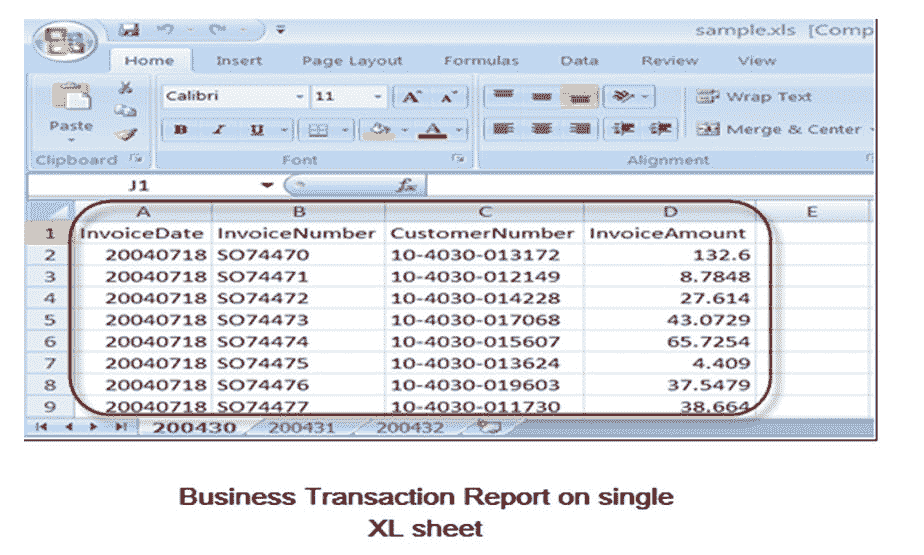 sample.xls [Comp
Home Insert Page Layout Formulas Data Review View
Calibri 11 A A Wrap Text
Paste B I U A Merge & Center
Clipboard Font Alignment
J1 fx
A B C D E
1 InvoiceDate InvoiceNumber CustomerNumber InvoiceAmount
2 20040718 SO74470 10-4030-013172 132.6
3 20040718 SO74471 10-4030-012149 8.7848
4 20040718 SO74472 10-4030-014228 27.614
5 20040718 SO74473 10-4030-017068 43.0729
6 20040718 SO74474 10-4030-015607 65.7254
7 20040718 SO74475 10-4030-013624 4.409
8 20040718 SO74476 10-4030-019603 37.5479
9 20040718 SO74477 10-4030-011730 38.664
200430 200431 200432
Business Transaction Report on single
XL sheet